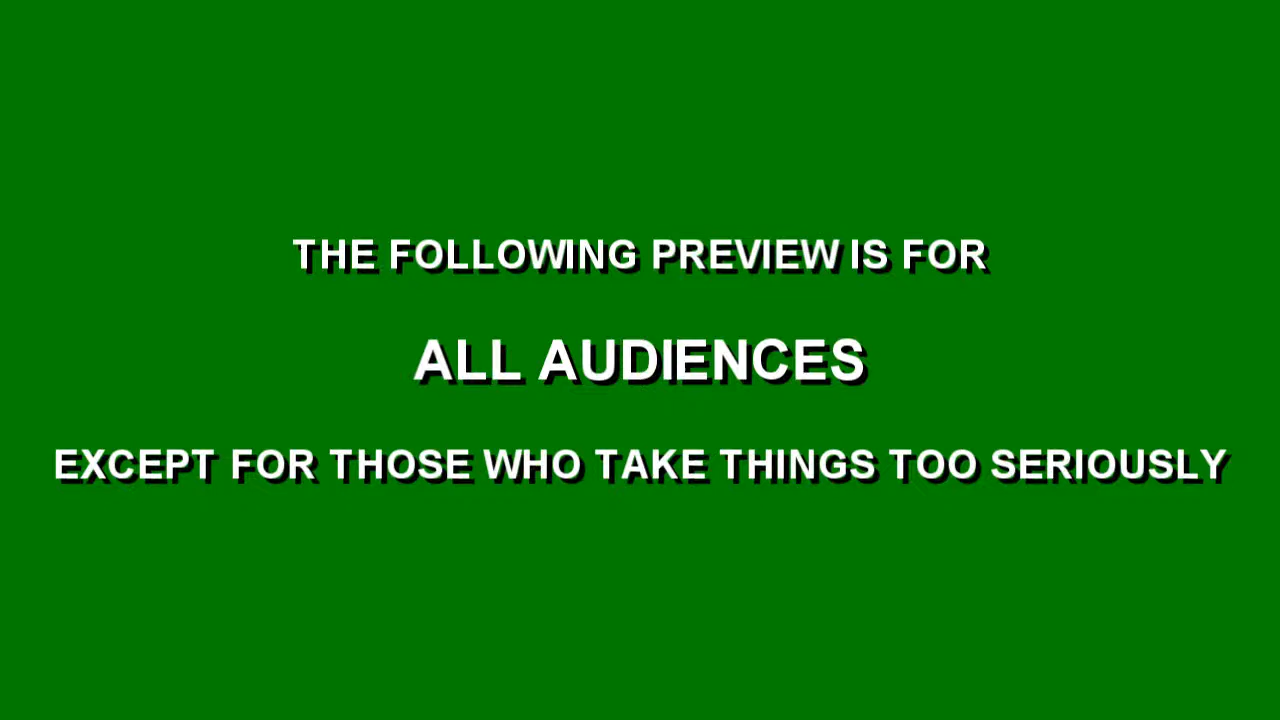 THE FOLLOWING PREVIEW IS FOR
ALL AUDIENCES
EXCEPT FOR THOSE WHO TAKE THINGS TOO SERIOUSLY